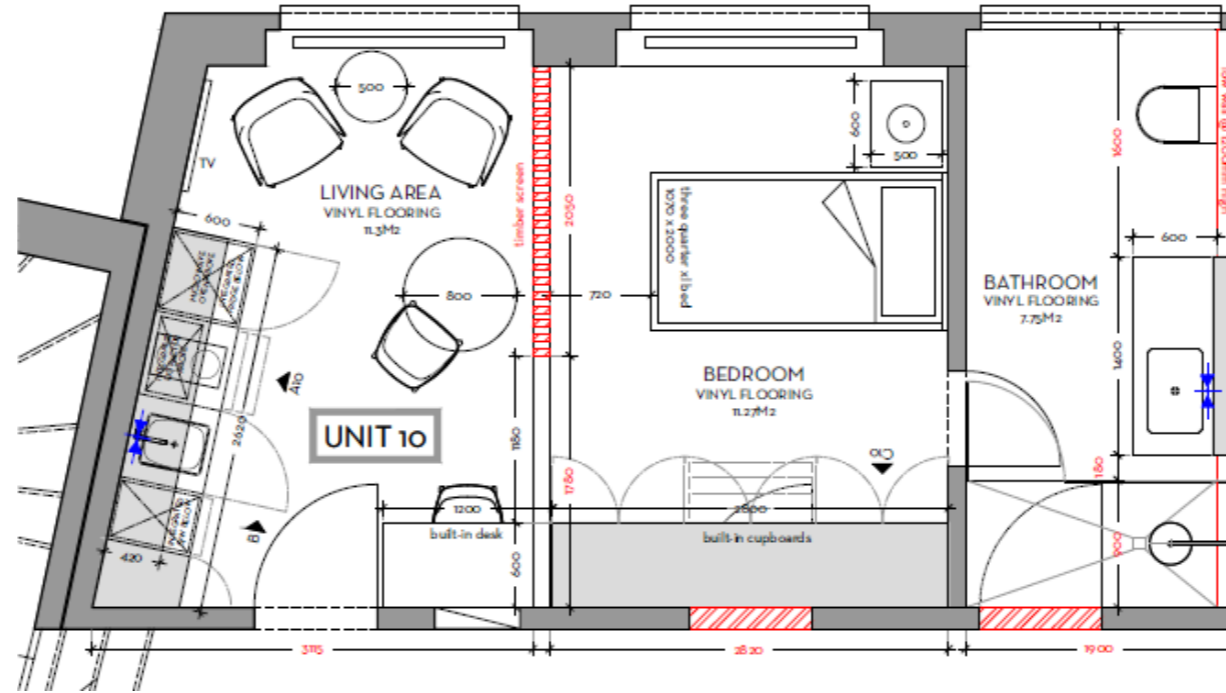 500
TV
LIVING AREA
VINYL FLOORING
11.3M2
600
timber screen
2050
800
720
three quarter xl bed
1070 x 2000
600
500
BEDROOM
VINYL FLOORING
11.27M2
1600
600
BATHROOM
VINYL FLOORING
7.75M2
1400
A10
UNIT 10
2620
1180
1780
C10
180
1200
built-in desk
2800
built-in cupboards
B
420
600
900
3115
2820
1900